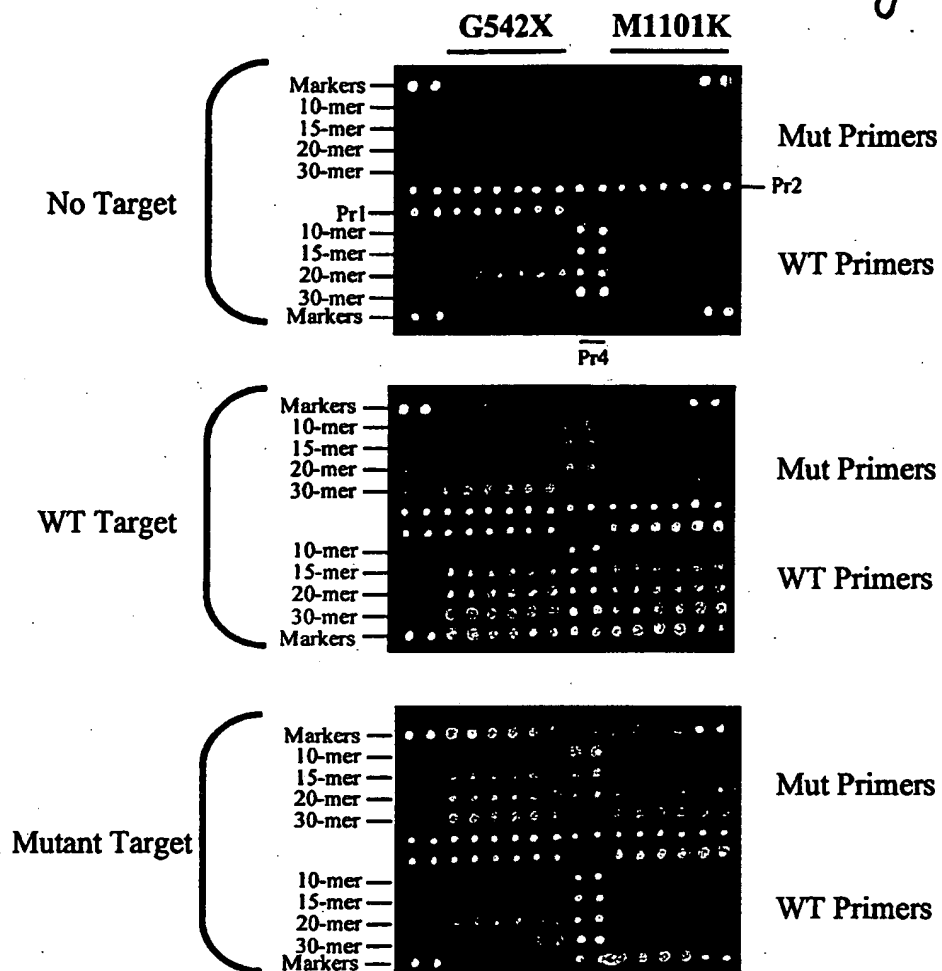 G542X M1101K
No Target
Markers
10-mer
15-mer
20-mer
30-mer
Mut Primers
Pr2
Pr1
10-mer
15-mer
20-mer
30-mer
Markers
WT Primers
Pr4
WT Target
Markers
10-mer
15-mer
20-mer
30-mer
Mut Primers
10-mer
15-mer
20-mer
30-mer
Markers
WT Primers
Mutant Target
Markers
10-mer
15-mer
20-mer
30-mer
Mut Primers
10-mer
15-mer
20-mer
30-mer
Markers
WT Primers